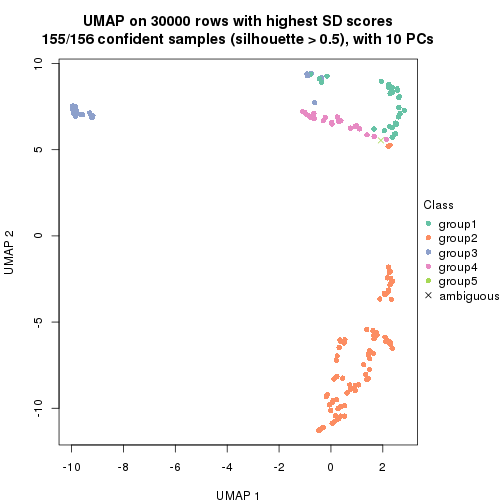 UMAP on 30000 rows with highest SD scores
155/156 confident samples (silhouette > 0.5), with 10 PCs
10
5
0
-5
-10
UMAP 2
-10 -8 -6 -4 -2 0 2
UMAP 1
Class
group1
group2
group3
group4
group5
ambiguous